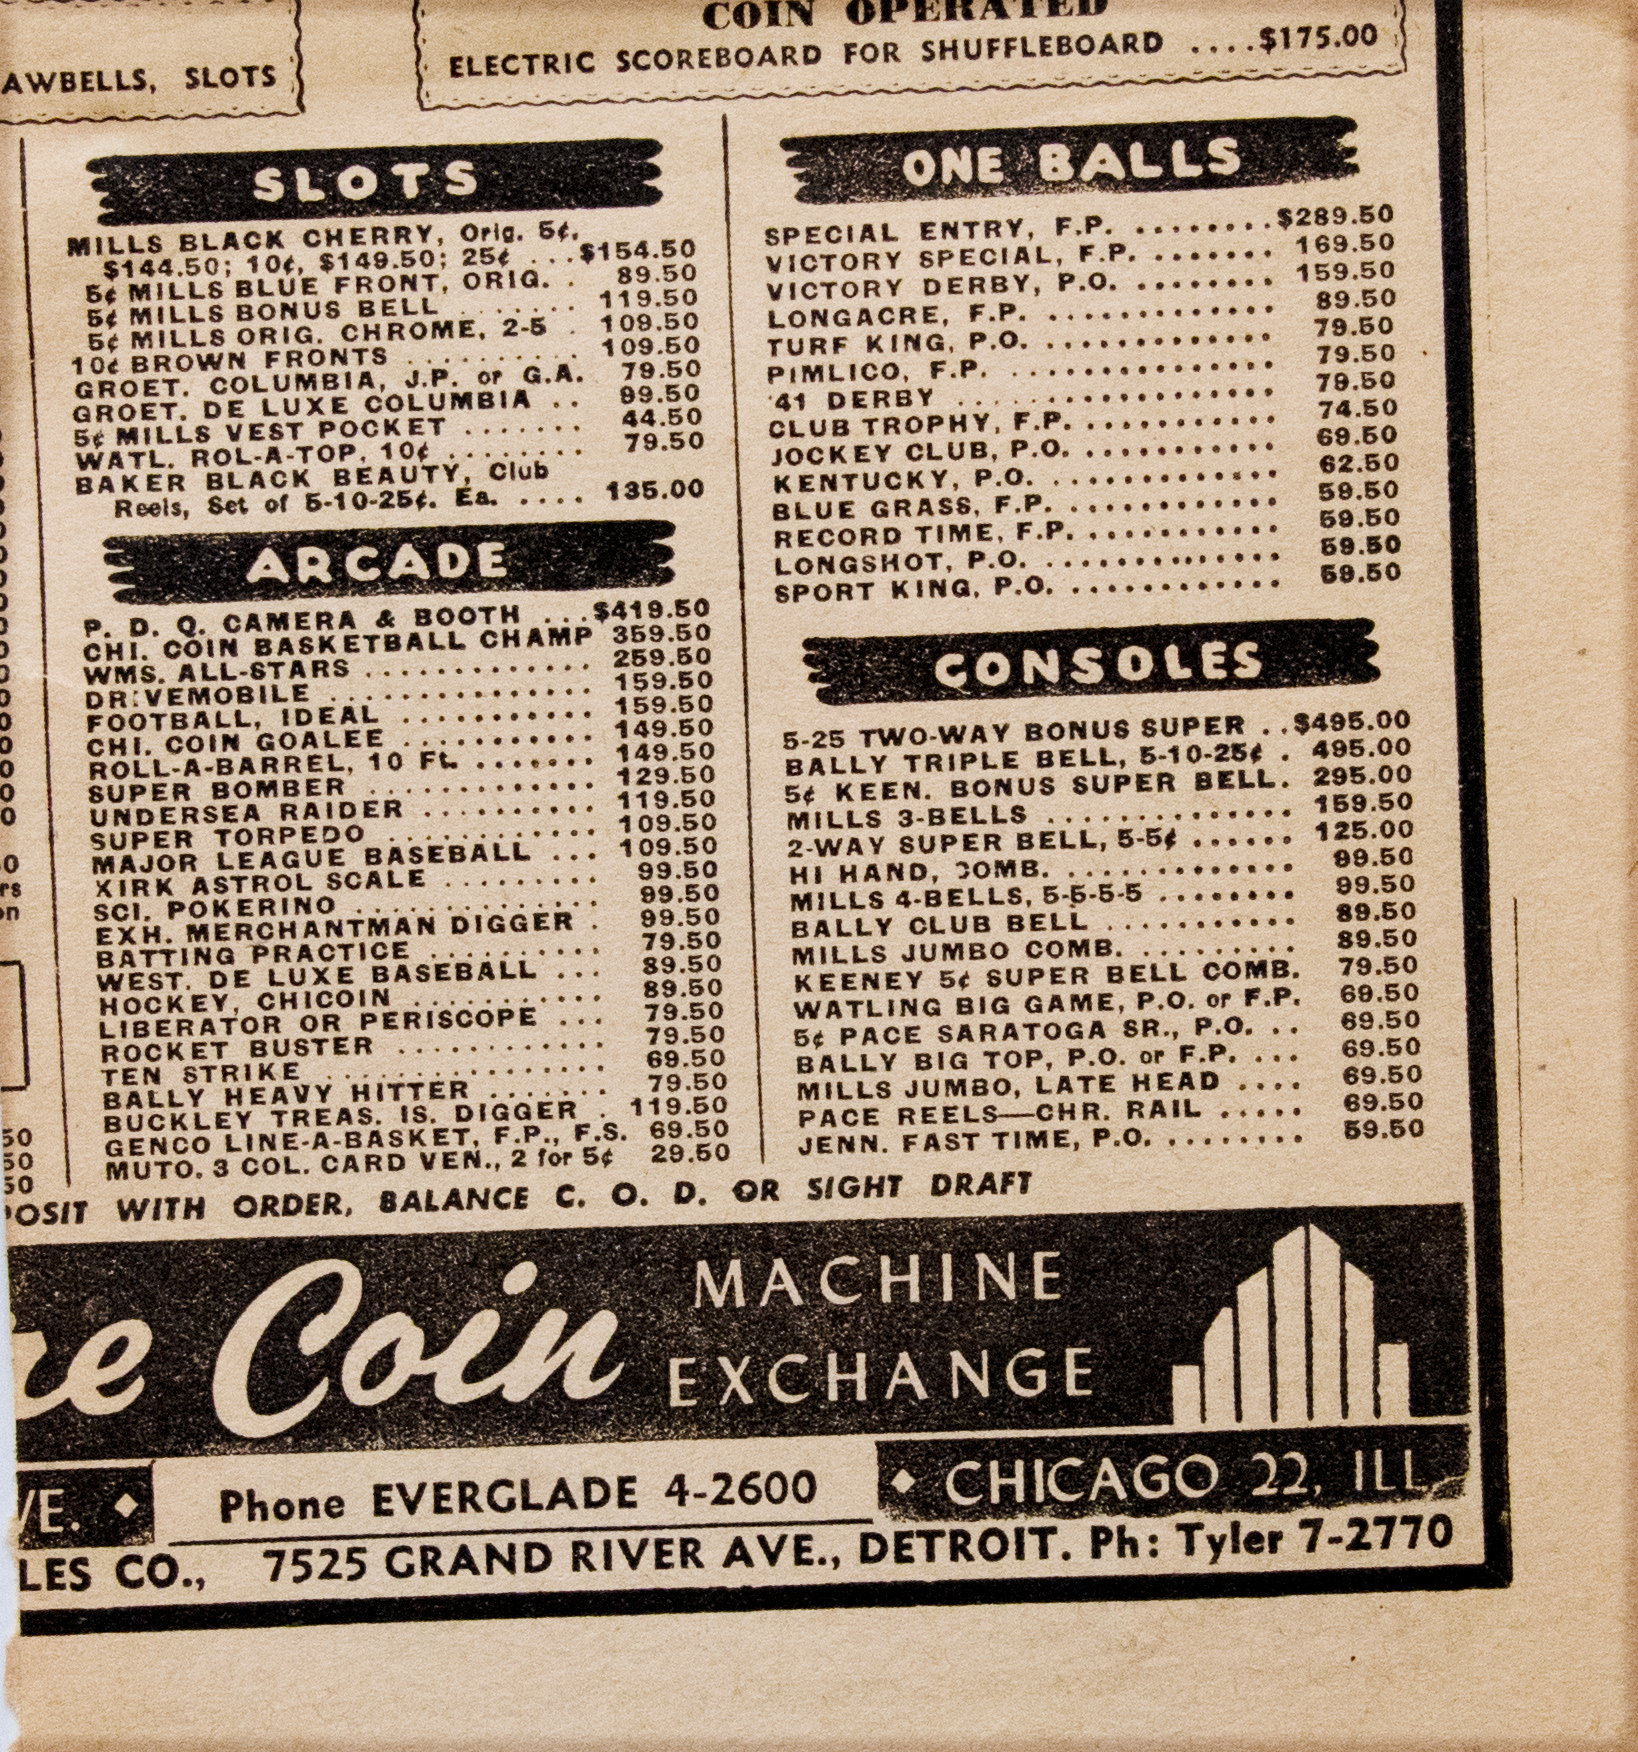 COIN OPERATED
ELECTRIC SCOREBOARD FOR SHUFFLEBOARD ....$175.00
AWBELLS, SLOTS
SLOTS
MILLS BLACK CHERRY, Orig. 5¢,
$144.50; 10¢, $149.50; 25¢ ...$154.50
5¢ MILLS BLUE FRONT, ORIG. . 89.50
5¢ MILLS BONUS BELL ....... 119.50
5¢ MILLS ORIG. CHROME, 2-5 . 109.50
10¢ BROWN FRONTS .......... 109.50
GROET. COLUMBIA, J.P. or G.A. 79.50
GROET. DE LUXE COLUMBIA .. 99.50
5¢ MILLS VEST POCKET ....... 44.50
WATL. ROL-A-TOP, 10¢ ........ 79.50
BAKER BLACK BEAUTY, Club
Reels, Set of 5-10-25¢. Ea. .... 135.00
ARCADE
P. D. Q. CAMERA & BOOTH ...$419.50
CHI. COIN BASKETBALL CHAMP 359.50
WMS. ALL-STARS ............. 259.50
DRIVEMOBILE ............... 159.50
FOOTBALL, IDEAL ........... 159.50
CHI. COIN GOALEE ........... 149.50
ROLL-A-BARREL, 10 Ft. ....... 149.50
SUPER BOMBER ............. 129.50
UNDERSEA RAIDER .......... 119.50
SUPER TORPEDO ............ 109.50
MAJOR LEAGUE BASEBALL ... 109.50
KIRK ASTROL SCALE ......... 99.50
SCI. POKERINO .............. 99.50
EXH. MERCHANTMAN DIGGER . 99.50
BATTING PRACTICE .......... 79.50
WEST. DE LUXE BASEBALL ... 89.50
HOCKEY, CHICOIN ........... 89.50
LIBERATOR OR PERISCOPE ... 79.50
ROCKET BUSTER ............ 79.50
TEN STRIKE ................ 69.50
BALLY HEAVY HITTER ....... 79.50
BUCKLEY TREAS. IS. DIGGER . 119.50
GENCO LINE-A-BASKET, F.P., F.S. 69.50
MUTO. 3 COL. CARD VEN., 2 for 5¢ 29.50
ONE BALLS
SPECIAL ENTRY, F.P. .........$289.50
VICTORY SPECIAL, F.P. ....... 169.50
VICTORY DERBY, P.O. ........ 159.50
LONGACRE, F.P. ............. 89.50
TURF KING, P.O. ............. 79.50
PIMLICO, F.P. ............... 79.50
'41 DERBY .................. 79.50
CLUB TROPHY, F.P. ........... 74.50
JOCKEY CLUB, P.O. ........... 69.50
KENTUCKY, P.O. ............. 62.50
BLUE GRASS, F.P. ............ 59.50
RECORD TIME, F.P. ........... 59.50
LONGSHOT, P.O. ............. 59.50
SPORT KING, P.O. ............ 59.50
CONSOLES
5-25 TWO-WAY BONUS SUPER ..$495.00
BALLY TRIPLE BELL, 5-10-25¢ . 495.00
5¢ KEEN. BONUS SUPER BELL. 295.00
MILLS 3-BELLS .............. 159.50
2-WAY SUPER BELL, 5-5¢ ...... 125.00
HI HAND, COMB. ............. 99.50
MILLS 4-BELLS, 5-5-5-5 ........ 99.50
BALLY CLUB BELL ........... 89.50
MILLS JUMBO COMB. .......... 89.50
KEENEY 5¢ SUPER BELL COMB. 79.50
WATLING BIG GAME, P.O. or F.P. 69.50
5¢ PACE SARATOGA SR., P.O. .. 69.50
BALLY BIG TOP, P.O. or F.P. ... 69.50
MILLS JUMBO, LATE HEAD .... 69.50
PACE REELS—CHR. RAIL ..... 69.50
JENN. FAST TIME, P.O. ........ 59.50
OSIT WITH ORDER, BALANCE C. O. D. OR SIGHT DRAFT
Coin MACHINE EXCHANGE
VE. ◆ Phone EVERGLADE 4-2600 ◆ CHICAGO 22, ILL.
LES CO., 7525 GRAND RIVER AVE., DETROIT. Ph: Tyler 7-2770